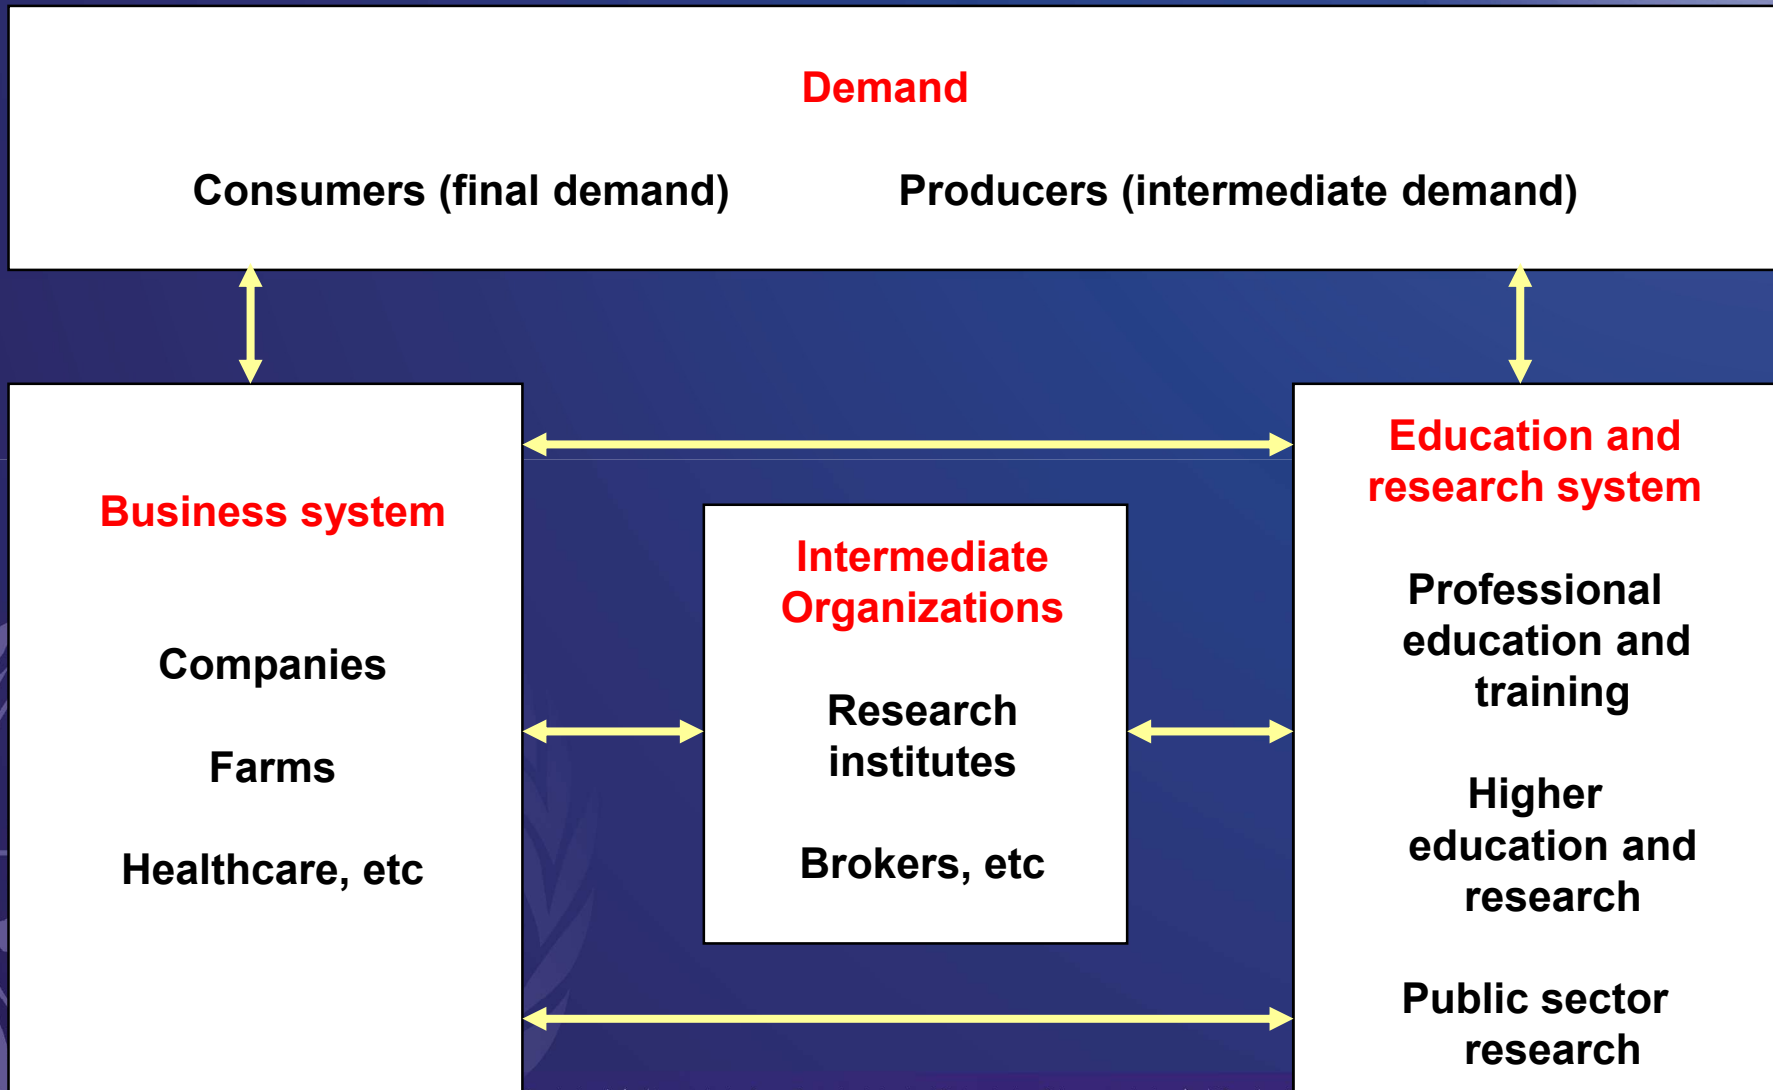 Demand
Consumers (final demand) Producers (intermediate demand)
Business system
Companies
Farms
Healthcare, etc
Intermediate
Organizations
Research
institutes
Brokers, etc
Education and
research system
Professional
education and
training
Higher
education and
research
Public sector
research